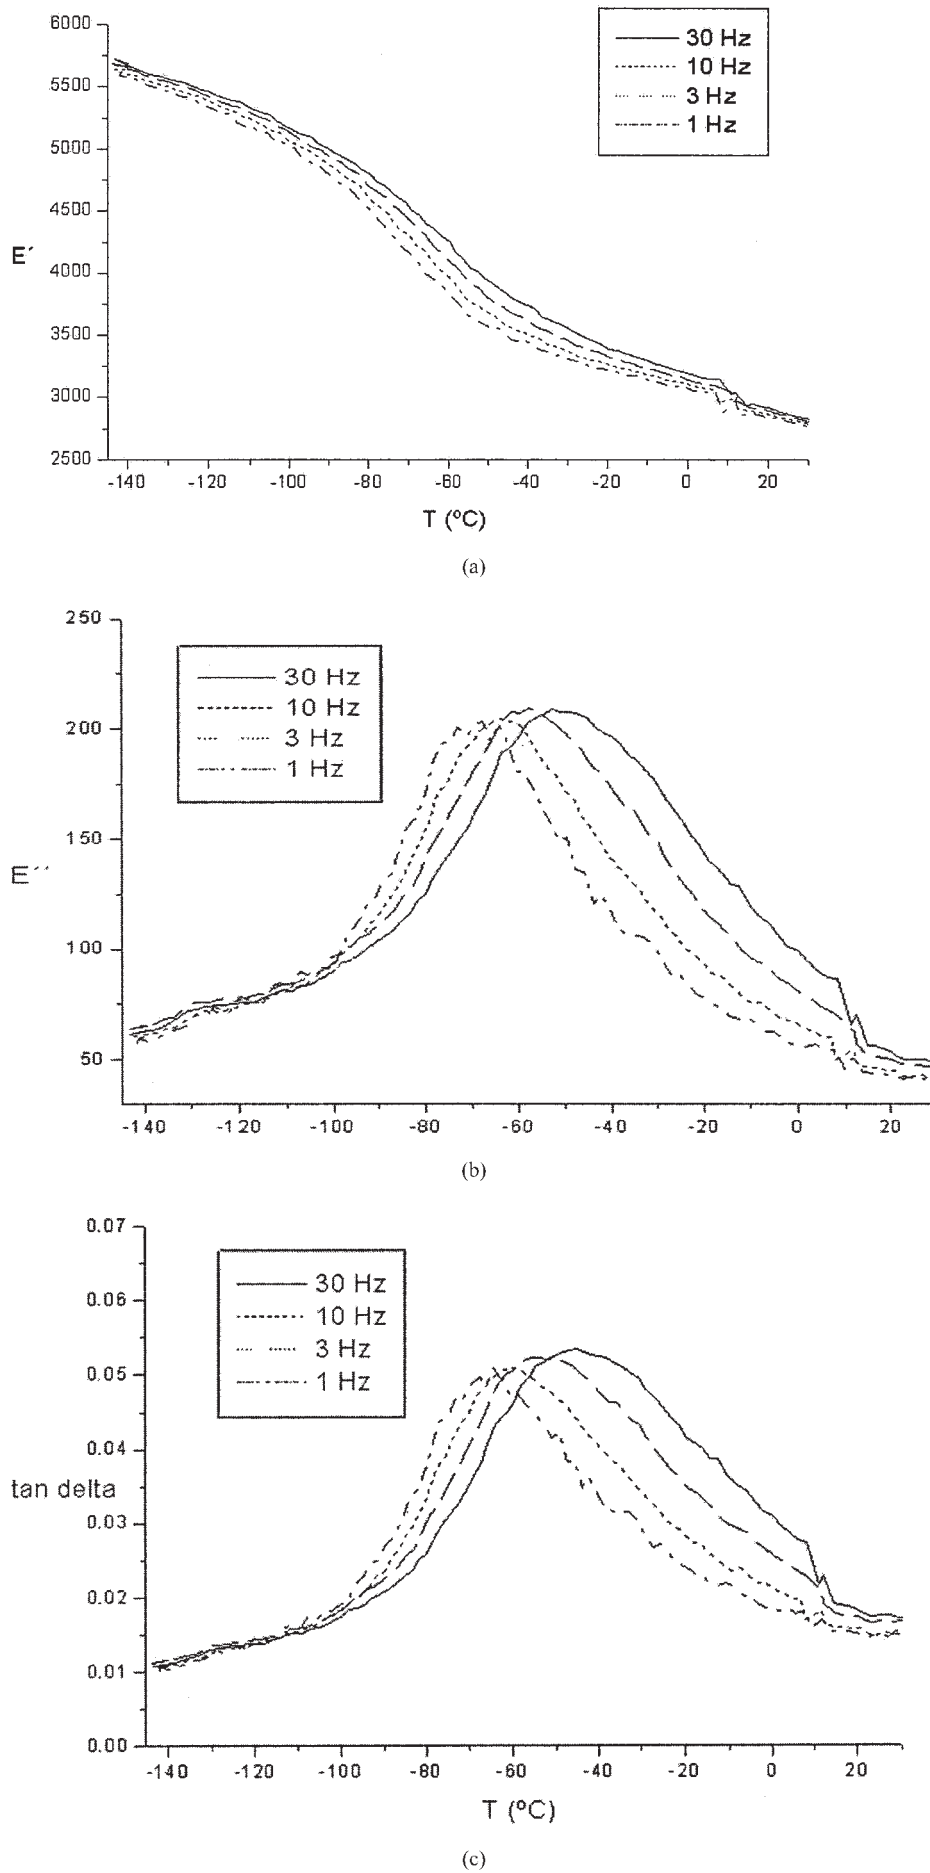 6000
5500
5000
4500
E´
4000
3500
3000
2500
30 Hz
10 Hz
3 Hz
1 Hz
-140 -120 -100 -80 -60 -40 -20 0 20
T (ºC)
(a)
250
200
150
E´´
100
50
30 Hz
10 Hz
3 Hz
1 Hz
-140 -120 -100 -80 -60 -40 -20 0 20
(b)
0.07
0.06
0.05
0.04
tan delta
0.03
0.02
0.01
0.00
30 Hz
10 Hz
3 Hz
1 Hz
-140 -120 -100 -80 -60 -40 -20 0 20
T (ºC)
(c)